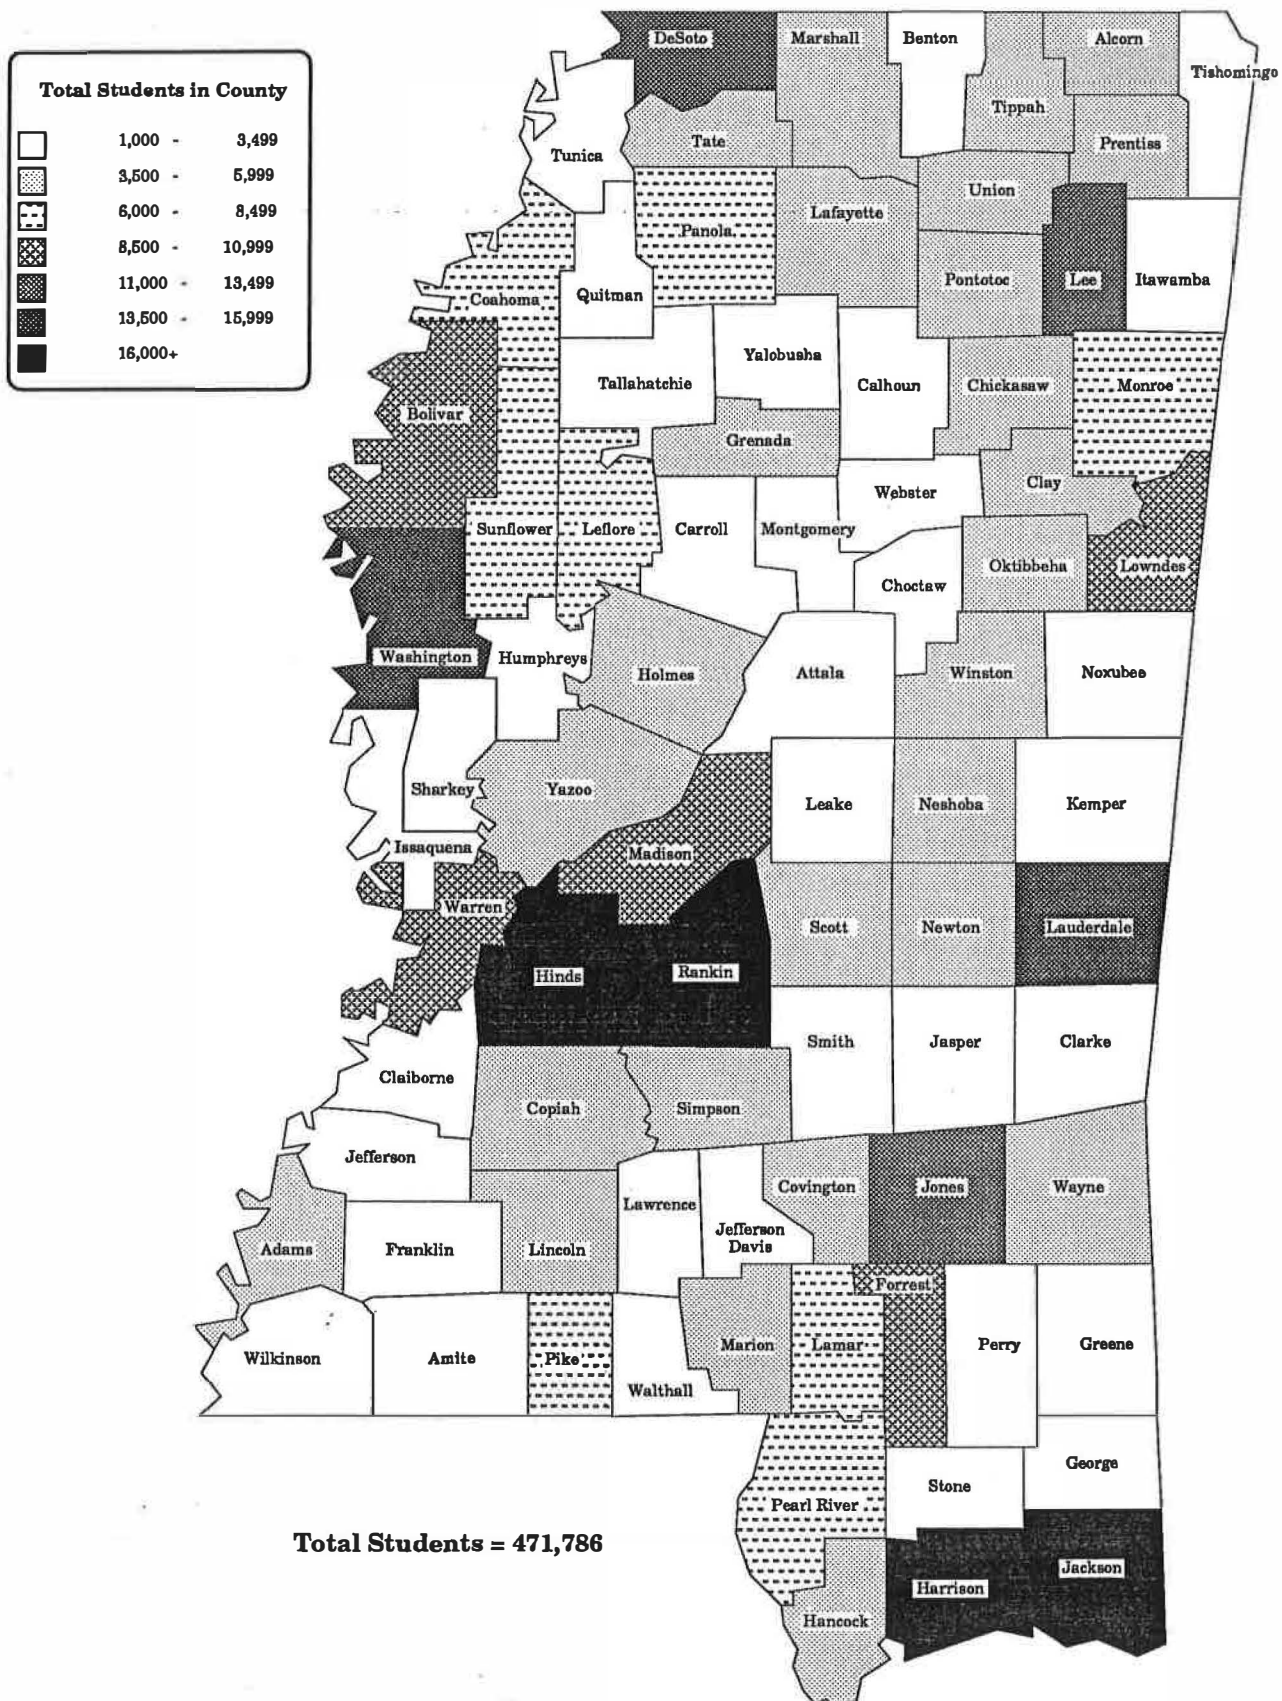 Total Students in County
1,000 - 3,499
3,500 - 5,999
6,000 - 8,499
8,500 - 10,999
11,000 - 13,499
13,500 - 15,999
16,000+
DeSoto
Marshall
Benton
Tippah
Alcorn
Tishomingo
Tunica
Tate
Prentiss
Union
Panola
Lafayette
Coahoma
Quitman
Pontotoc
Lee
Itawamba
Bolivar
Tallahatchie
Yalobusha
Calhoun
Chickasaw
Monroe
Grenada
Clay
Webster
Sunflower
Leflore
Carroll
Montgomery
Choctaw
Oktibbeha
Lowndes
Washington
Humphreys
Holmes
Attala
Winston
Noxubee
Sharkey
Yazoo
Leake
Neshoba
Kemper
Issaquena
Madison
Warren
Scott
Newton
Lauderdale
Hinds
Rankin
Smith
Jasper
Clarke
Claiborne
Copiah
Simpson
Jefferson
Lawrence
Jefferson
Davis
Covington
Jones
Wayne
Adams
Franklin
Lincoln
Forrest
Wilkinson
Amite
Pike
Walthall
Marion
Lamar
Perry
Greene
Pearl River
Stone
George
Total Students = 471,786
Hancock
Harrison
Jackson